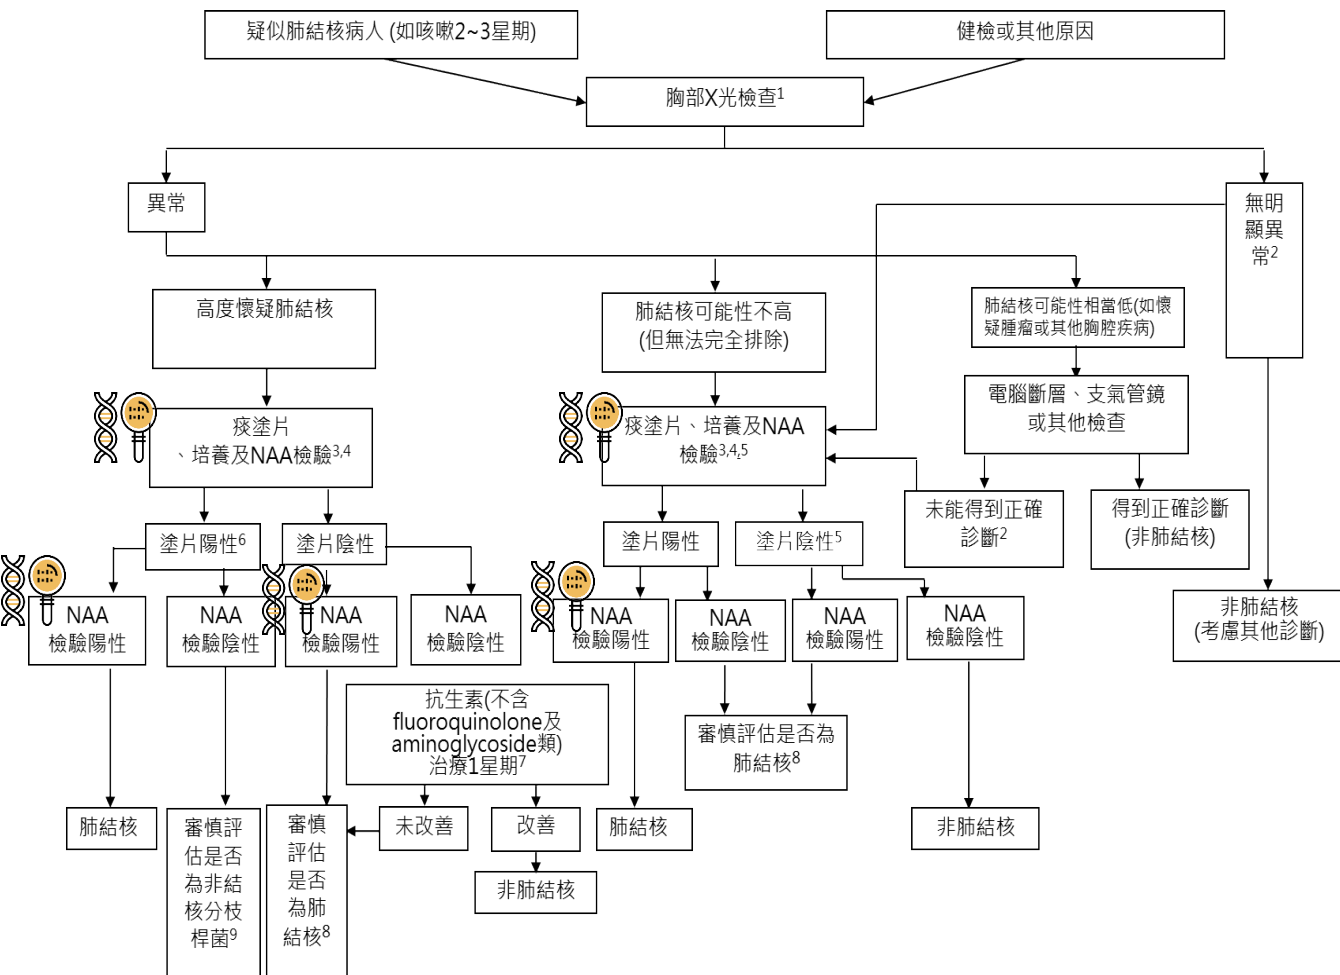 疑似肺結核病人 (如咳嗽2~3星期)
健檢或其他原因
胸部X光檢查1
異常
無明
顯異
常2
高度懷疑肺結核
肺結核可能性不高
(但無法完全排除)
肺結核可能性相當低(如懷
疑腫瘤或其他胸腔疾病)
電腦斷層、支氣管鏡
或其他檢查
痰塗片
、培養及NAA檢驗3,4
痰塗片、培養及NAA
檢驗3,4,5
未能得到正確
診斷2
得到正確診斷
(非肺結核)
塗片陽性6
塗片陰性
塗片陽性
塗片陰性5
NAA
檢驗陽性
NAA
檢驗陰性
NAA
檢驗陽性
NAA
檢驗陰性
NAA
檢驗陽性
NAA
檢驗陰性
NAA
檢驗陽性
NAA
檢驗陰性
非肺結核
(考慮其他診斷)
抗生素(不含
fluoroquinolone及
aminoglycoside類)
治療1星期7
審慎評估是否為
肺結核8
肺結核
審慎評
估是否
為非結
核分枝
桿菌9
審慎
評估
是否
為肺
結核8
未改善
改善
肺結核
非肺結核
非肺結核